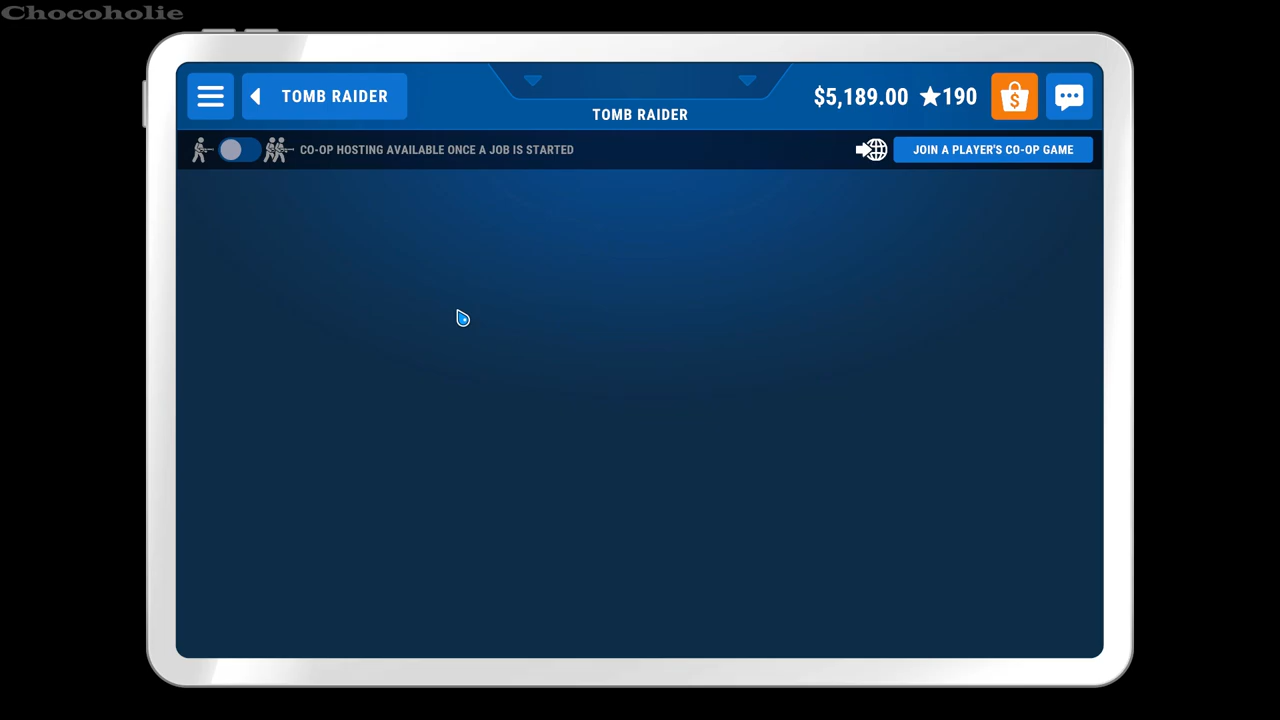 Chocoholie
TOMB RAIDER
$5,189.00 ★190
TOMB RAIDER
CO-OP HOSTING AVAILABLE ONCE A JOB IS STARTED
JOIN A PLAYER'S CO-OP GAME